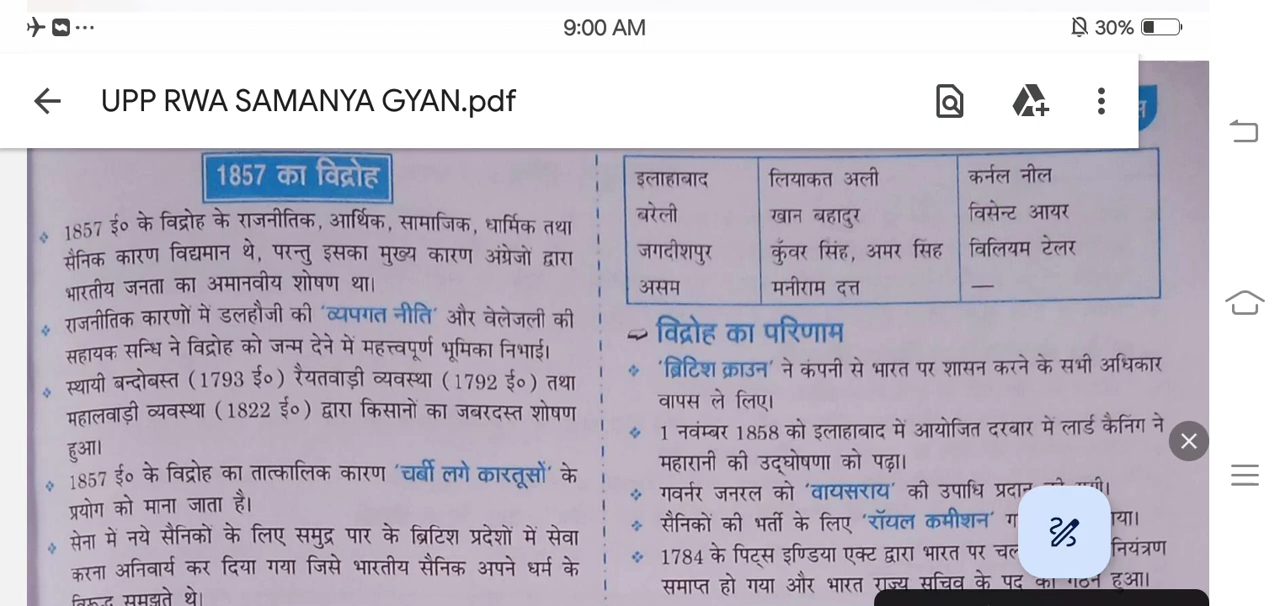 9:00 AM
30%
UPP RWA SAMANYA GYAN.pdf
1857 का विद्रोह
1857 ई० के विद्रोह के राजनीतिक, आर्थिक, सामाजिक, धार्मिक तथा
सैनिक कारण विद्यमान थे, परन्तु इसका मुख्य कारण अंग्रेजों द्वारा
भारतीय जनता का अमानवीय शोषण था।
राजनीतिक कारणों में डलहौजी की 'व्यपगत नीति' और वेलेजली की
सहायक सन्धि ने विद्रोह को जन्म देने में महत्त्वपूर्ण भूमिका निभाई।
स्थायी बन्दोबस्त (1793 ई०) रैयतवाड़ी व्यवस्था (1792 ई०) तथा
महालवाड़ी व्यवस्था (1822 ई०) द्वारा किसानों का जबरदस्त शोषण
हुआ।
1857 ई० के विद्रोह का तात्कालिक कारण 'चर्बी लगे कारतूसों' के
प्रयोग को माना जाता है।
सेना में नये सैनिकों के लिए समुद्र पार के ब्रिटिश प्रदेशों में सेवा
करना अनिवार्य कर दिया गया जिसे भारतीय सैनिक अपने धर्म के
विरूद्ध समझते थे।
इलाहाबाद लियाकत अली कर्नल नील
बरेली खान बहादुर विसेन्ट आयर
जगदीशपुर कुँवर सिंह, अमर सिंह विलियम टेलर
असम मनीराम दत्त —
विद्रोह का परिणाम
'ब्रिटिश क्राउन' ने कंपनी से भारत पर शासन करने के सभी अधिकार
वापस ले लिए।
1 नवंम्बर 1858 को इलाहाबाद में आयोजित दरबार में लार्ड कैनिंग ने
महारानी की उद्घोषणा को पढ़ा।
गवर्नर जनरल को 'वायसराय' की उपाधि प्रदान
सैनिकों की भर्ती के लिए 'रॉयल कमीशन'
1784 के पिट्स इण्डिया एक्ट द्वारा भारत पर नियंत्रण
समाप्त हो गया और भारत राज्य सचिव के पद का गठन हुआ।